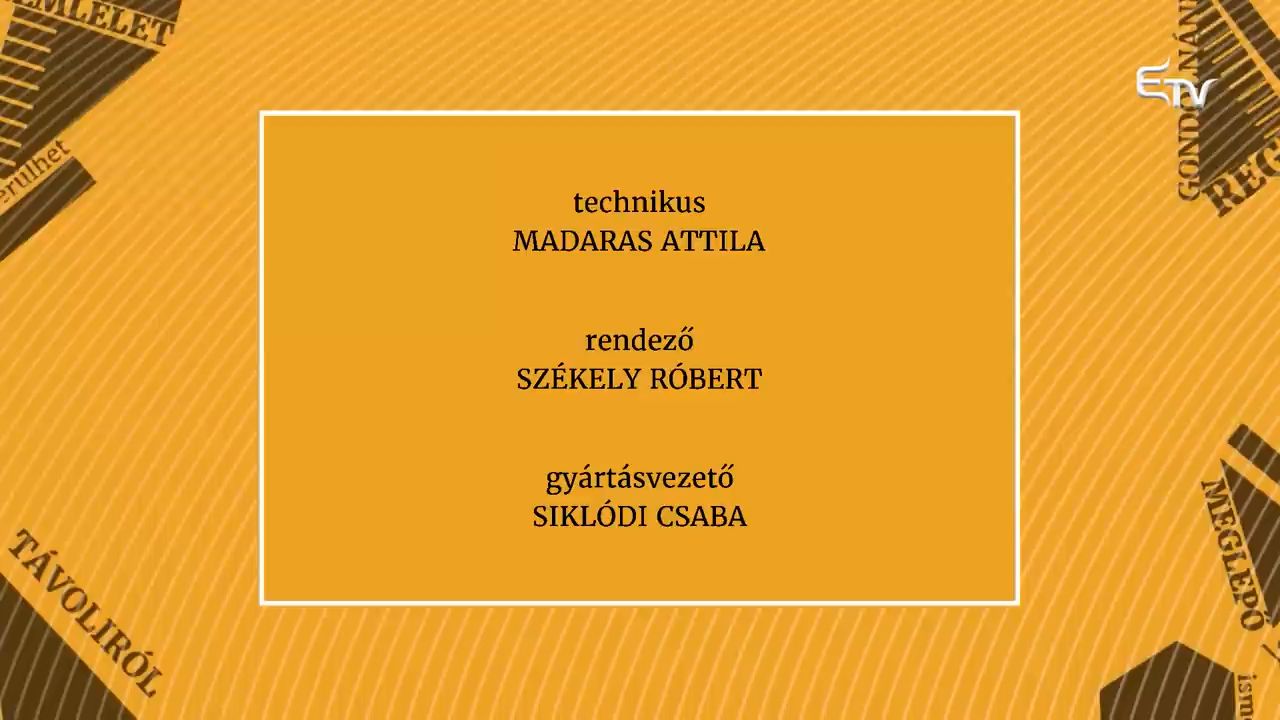 ETV
technikus
MADARAS ATTILA
rendező
SZÉKELY RÓBERT
gyártásvezető
SIKLÓDI CSABA
TÁVOLIRÓL
MEGLEPŐ